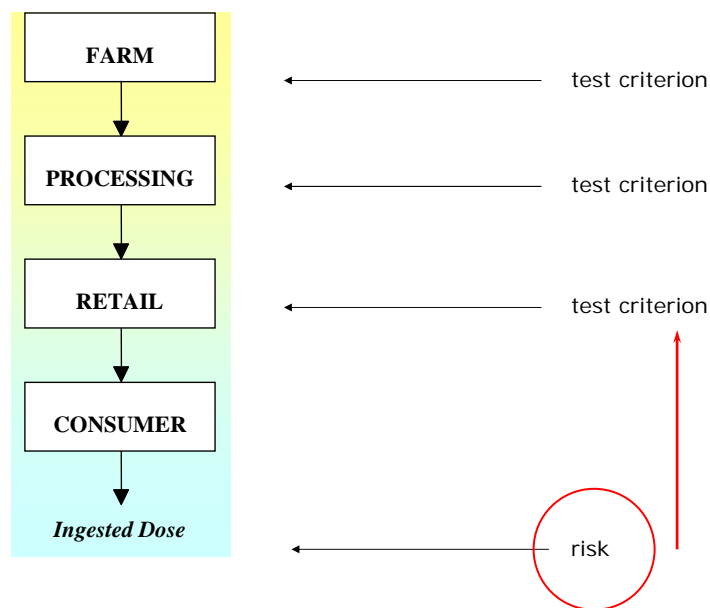 FARM
test criterion
PROCESSING
test criterion
RETAIL
test criterion
CONSUMER
Ingested Dose
risk